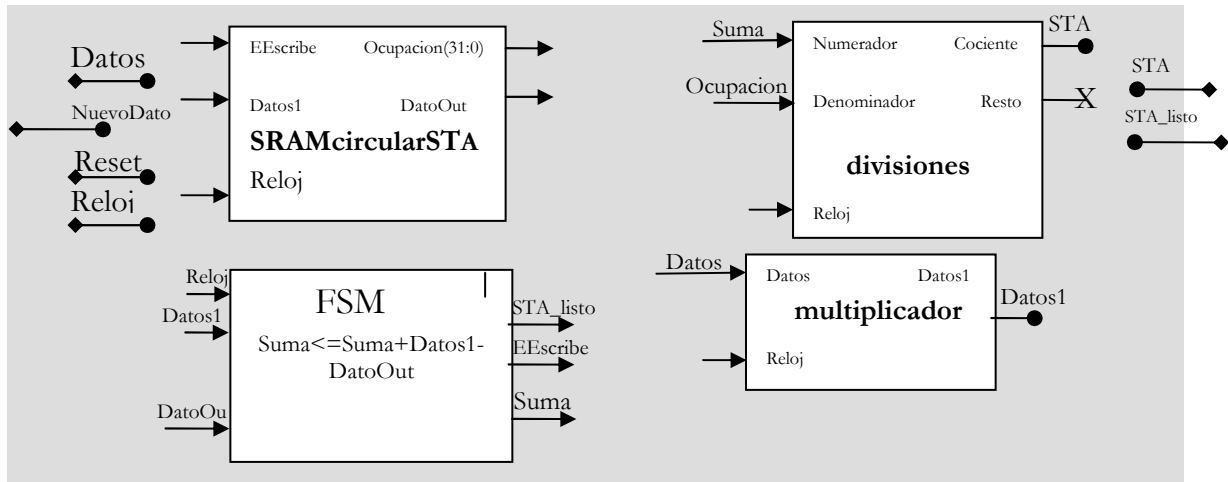 Datos
NuevoDato
Reset
Reloj
EEscribe Ocupacion(31:0)
Datos1 DatoOut
SRAMcircularSTA
Reloj
Suma
Ocupacion
Numerador Cociente
Denominador Resto
divisiones
Reloj
STA
X
STA
STA_listo
Reloj
Datos1
DatoOu
FSM
Suma<=Suma+Datos1-
DatoOut
STA_listo
EEscribe
Suma
Datos
Datos Datos1
multiplicador
Reloj
Datos1